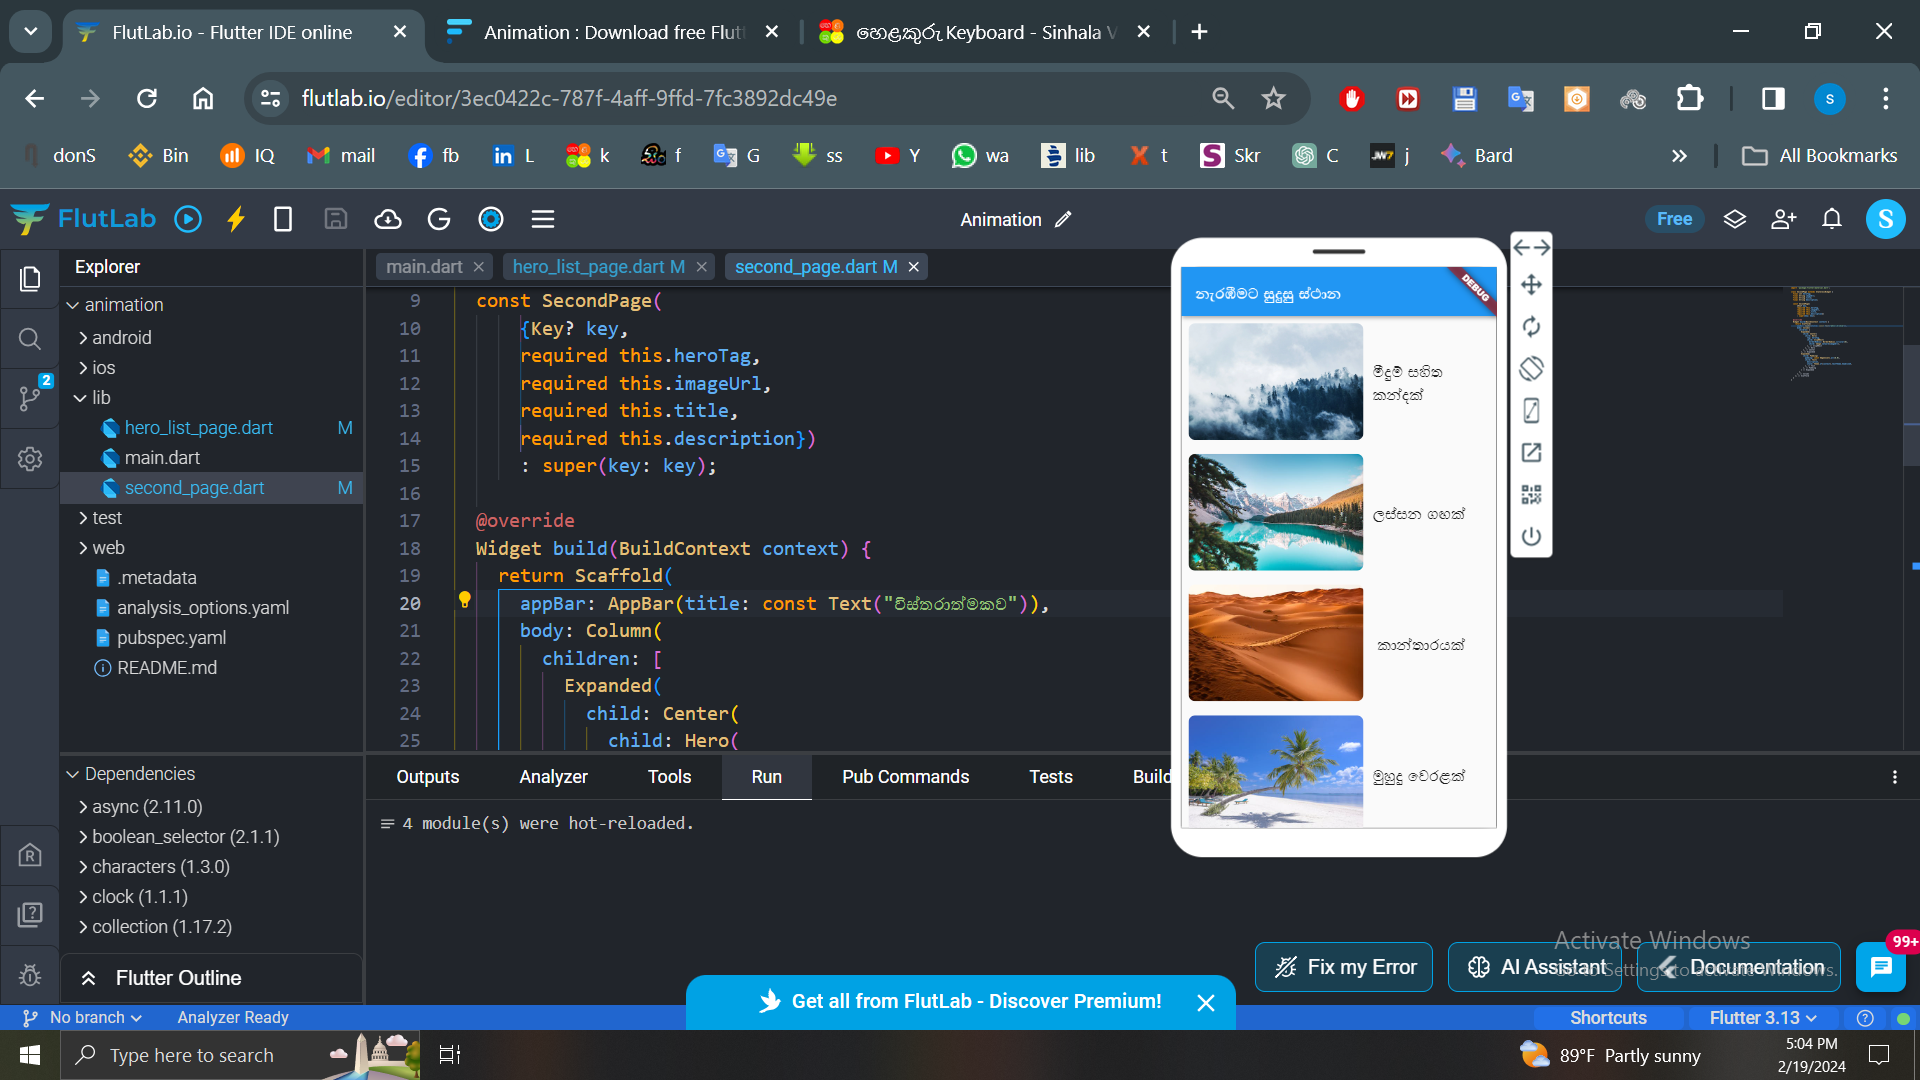 FlutLab.io - Flutter IDE online
Animation : Download free Flutt
හෙළකුරු Keyboard - Sinhala V
flutlab.io/editor/3ec0422c-787f-4aff-9ffd-7fc3892dc49e
S
donS
Bin
IQ
mail
fb
L
k
f
G
ss
Y
wa
lib
t
Skr
C
j
Bard
All Bookmarks
FlutLab
Animation
Free
S
Explorer
main.dart
hero_list_page.dart M
second_page.dart M
animation
android
ios
lib
hero_list_page.dart M
main.dart
second_page.dart M
test
web
.metadata
analysis_options.yaml
pubspec.yaml
README.md
2
9 const SecondPage(
10 {Key? key,
11 required this.heroTag,
12 required this.imageUrl,
13 required this.title,
14 required this.description})
15 : super(key: key);
16
17 @override
18 Widget build(BuildContext context) {
19 return Scaffold(
20 appBar: AppBar(title: const Text("විස්තරාත්මකව")),
21 body: Column(
22 children: [
23 Expanded(
24 child: Center(
25 child: Hero(
නැරඹීමට සුදුසු ස්ථාන
DEBUG
මීදුම් සහිත
කන්දක්
ලස්සන ගඟක්
කාන්තාරයක්
මුහුදු වෙරළක්
Dependencies
async (2.11.0)
boolean_selector (2.1.1)
characters (1.3.0)
clock (1.1.1)
collection (1.17.2)
Flutter Outline
Outputs
Analyzer
Tools
Run
Pub Commands
Tests
Build
4 module(s) were hot-reloaded.
Activate Windows
Go to Settings to activate Windows.
Fix my Error
AI Assistant
Documentation
99+
Get all from FlutLab - Discover Premium!
No branch
Analyzer Ready
Shortcuts
Flutter 3.13
Type here to search
89°F Partly sunny
5:04 PM
2/19/2024